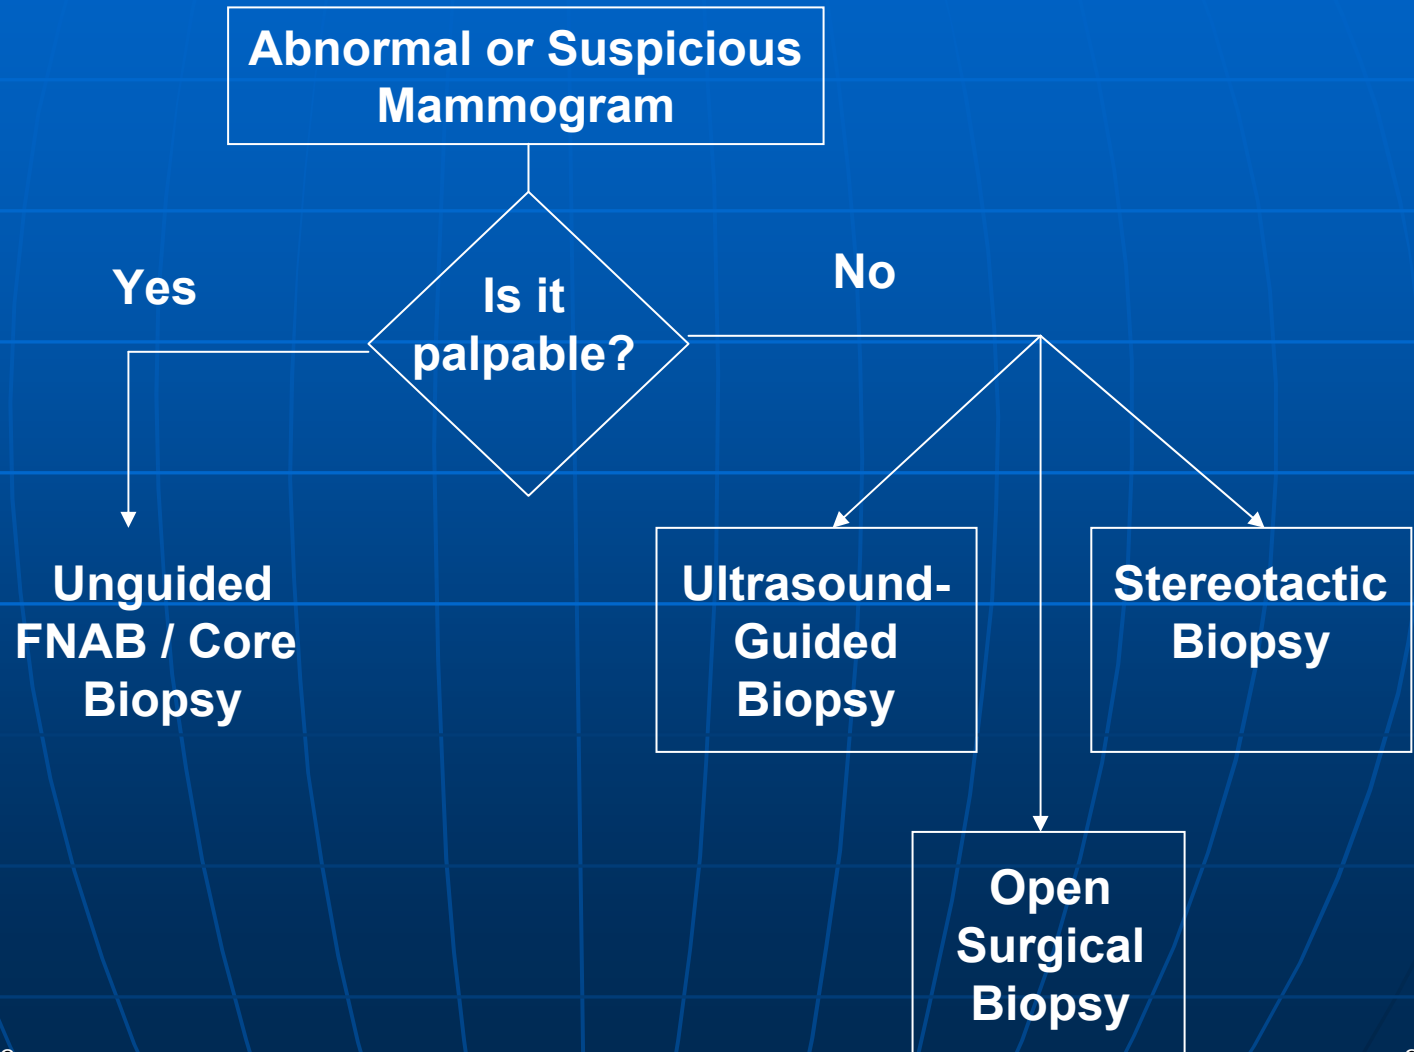 Abnormal or Suspicious
Mammogram
Yes
Is it
palpable?
No
Unguided
FNAB / Core
Biopsy
Ultrasound-
Guided
Biopsy
Stereotactic
Biopsy
Open
Surgical
Biopsy